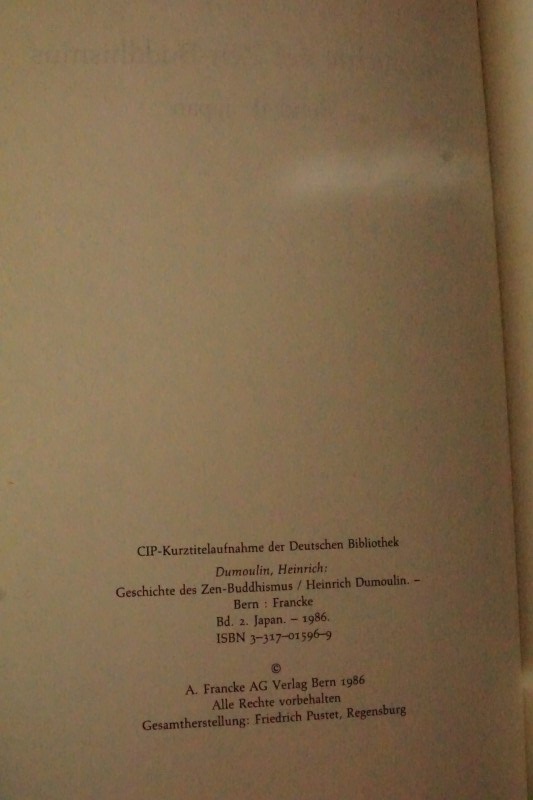 CIP-Kurztitelaufnahme der Deutschen Bibliothek
Dumoulin, Heinrich:
Geschichte des Zen-Buddhismus / Heinrich Dumoulin. –
Bern : Francke
Bd. 2. Japan. – 1986.
ISBN 3-317-01596-9
©
A. Francke AG Verlag Bern 1986
Alle Rechte vorbehalten
Gesamtherstellung: Friedrich Pustet, Regensburg